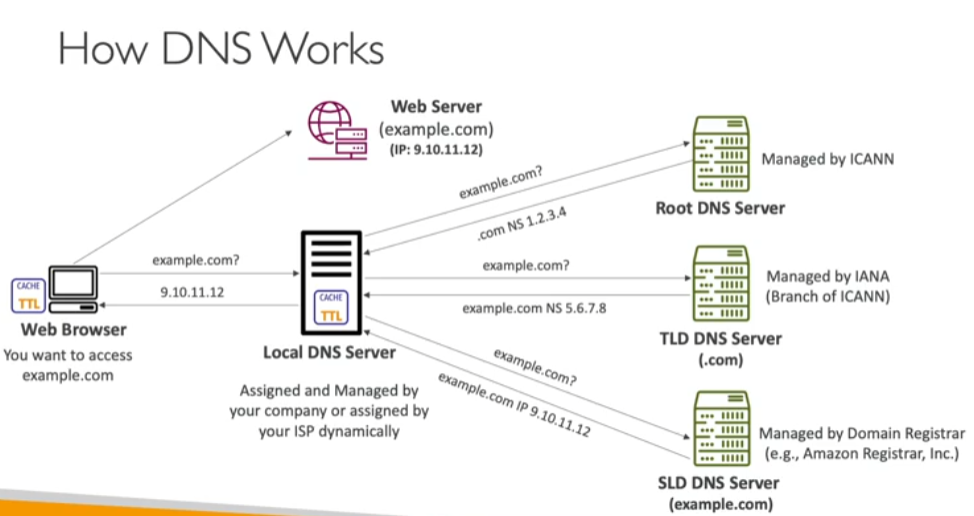 How DNS Works
Web Server
(example.com)
(IP: 9.10.11.12)
example.com?
.com NS 1.2.3.4
Managed by ICANN
Root DNS Server
example.com?
9.10.11.12
CACHE
TTL
Web Browser
You want to access
example.com
CACHE
TTL
Local DNS Server
Assigned and Managed by
your company or assigned by
your ISP dynamically
example.com?
example.com NS 5.6.7.8
Managed by IANA
(Branch of ICANN)
TLD DNS Server
(.com)
example.com?
example.com IP 9.10.11.12
Managed by Domain Registrar
(e.g., Amazon Registrar, Inc.)
SLD DNS Server
(example.com)